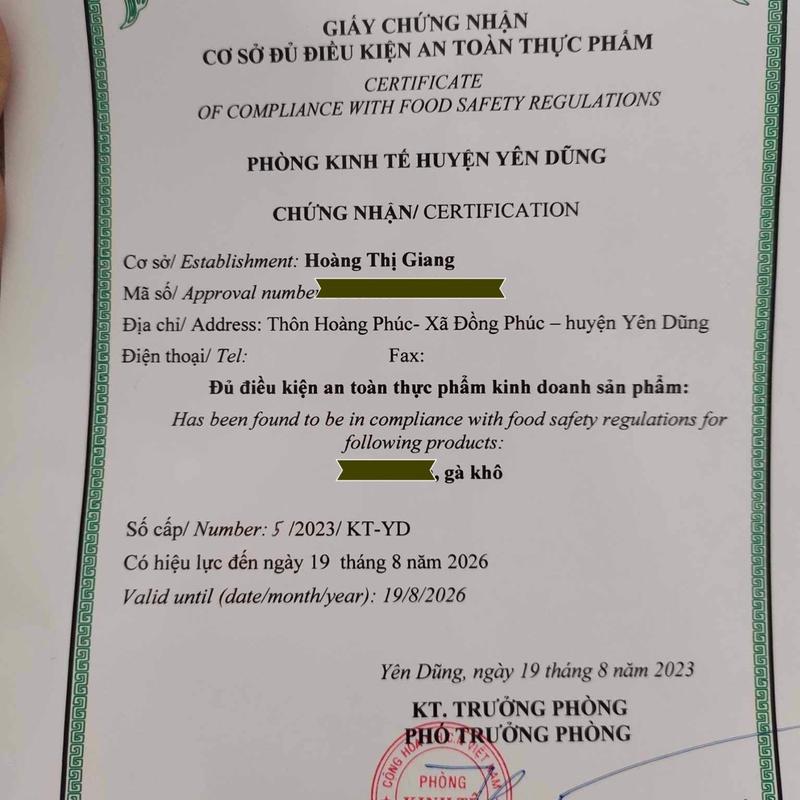 GIẤY CHỨNG NHẬN
CƠ SỞ ĐỦ ĐIỀU KIỆN AN TOÀN THỰC PHẨM
CERTIFICATE
OF COMPLIANCE WITH FOOD SAFETY REGULATIONS
PHÒNG KINH TẾ HUYỆN YÊN DŨNG
CHỨNG NHẬN/ CERTIFICATION
Cơ sở/ Establishment: Hoàng Thị Giang
Mã số/ Approval number
Địa chỉ/ Address: Thôn Hoàng Phúc- Xã Đồng Phúc – huyện Yên Dũng
Điện thoại/ Tel: Fax:
Đủ điều kiện an toàn thực phẩm kinh doanh sản phẩm:
Has been found to be in compliance with food safety regulations for
following products:
, gà khô
Số cấp/ Number: 5 /2023/ KT-YD
Có hiệu lực đến ngày 19 tháng 8 năm 2026
Valid until (date/month/year): 19/8/2026
Yên Dũng, ngày 19 tháng 8 năm 2023
KT. TRƯỞNG PHÒNG
PHÓ TRƯỞNG PHÒNG
PHÒNG
KINH TẾ